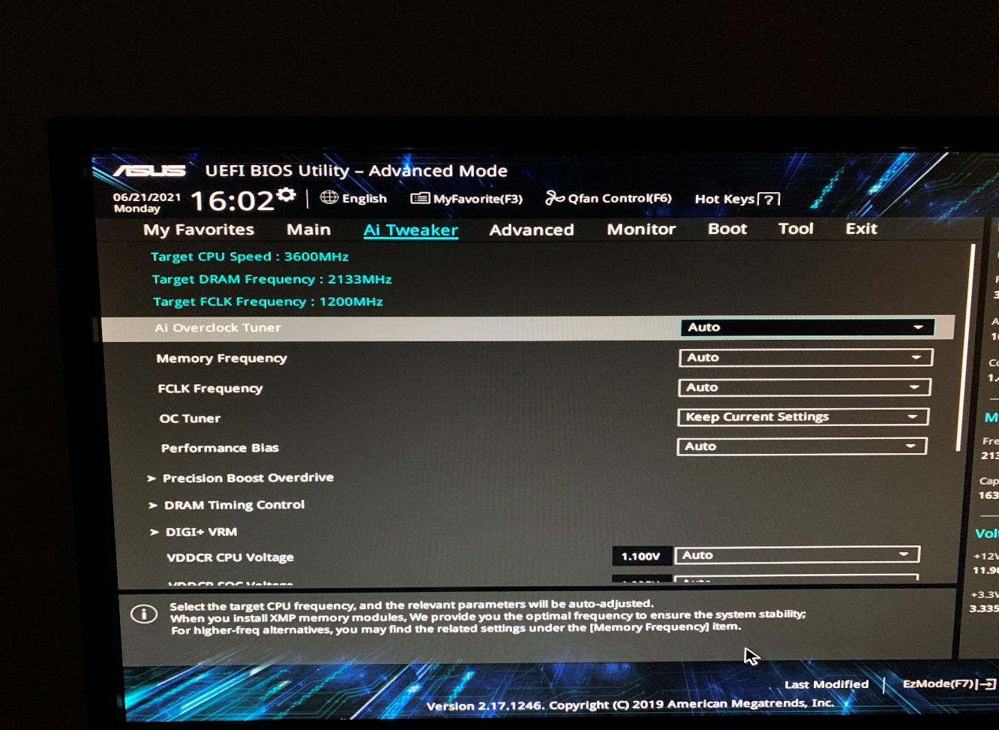 ASUS UEFI BIOS Utility – Advanced Mode
06/21/2021
Monday
16:02
English
MyFavorite(F3)
Qfan Control(F6)
Hot Keys ?
My Favorites Main Ai Tweaker Advanced Monitor Boot Tool Exit
Target CPU Speed : 3600MHz
Target DRAM Frequency : 2133MHz
Target FCLK Frequency : 1200MHz
Ai Overclock Tuner Auto
Memory Frequency Auto
FCLK Frequency Auto
OC Tuner Keep Current Settings
Performance Bias Auto
> Precision Boost Overdrive
> DRAM Timing Control
> DIGI+ VRM
VDDCR CPU Voltage 1.100V Auto
VDDCR SOC Voltage Auto
Fre
213
Cap
163
Volt
+12V
11.90
+3.3V
3.335
Select the target CPU frequency, and the relevant parameters will be auto-adjusted.
When you install XMP memory modules, We provide you the optimal frequency to ensure the system stability;
For higher-freq alternatives, you may find the related settings under the [Memory Frequency] item.
Last Modified
EzMode(F7)
Version 2.17.1246. Copyright (C) 2019 American Megatrends, Inc.